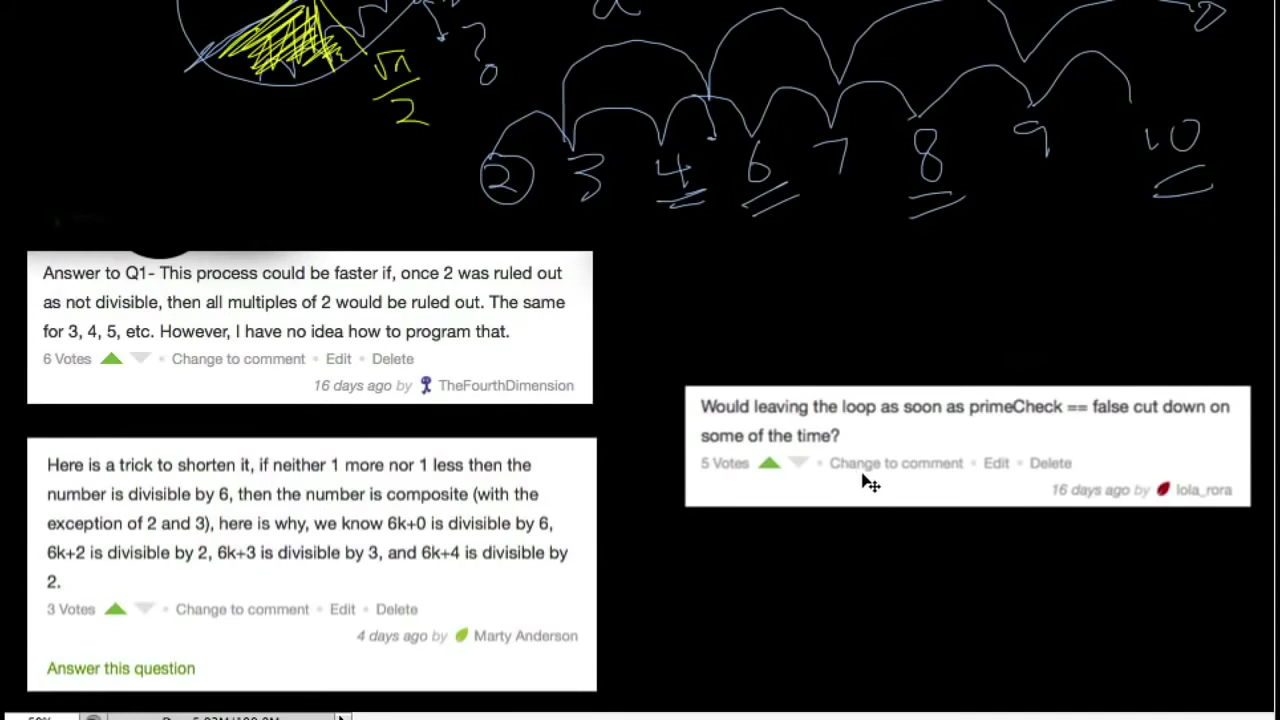 a
?
√n
2
2 3 4 6 7 8 9 10
Answer to Q1- This process could be faster if, once 2 was ruled out
as not divisible, then all multiples of 2 would be ruled out. The same
for 3, 4, 5, etc. However, I have no idea how to program that.
6 Votes • Change to comment • Edit • Delete
16 days ago by TheFourthDimension
Would leaving the loop as soon as primeCheck == false cut down on
some of the time?
5 Votes • Change to comment • Edit • Delete
16 days ago by lola_rora
Here is a trick to shorten it, if neither 1 more nor 1 less then the
number is divisible by 6, then the number is composite (with the
exception of 2 and 3), here is why, we know 6k+0 is divisible by 6,
6k+2 is divisible by 2, 6k+3 is divisible by 3, and 6k+4 is divisible by
2.
3 Votes • Change to comment • Edit • Delete
4 days ago by Marty Anderson
Answer this question